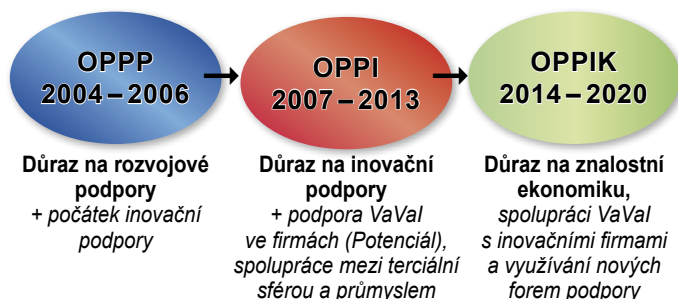 OPPP
2004 – 2006
OPPI
2007 – 2013
OPPIK
2014 – 2020
Důraz na rozvojové
podpory
+ počátek inovační
podpory
Důraz na inovační
podpory
+ podpora VaVaI
ve firmách (Potenciál),
spolupráce mezi terciální
sférou a průmyslem
Důraz na znalostní
ekonomiku,
spolupráci VaVaI
s inovačními firmami
a využívání nových
forem podpory